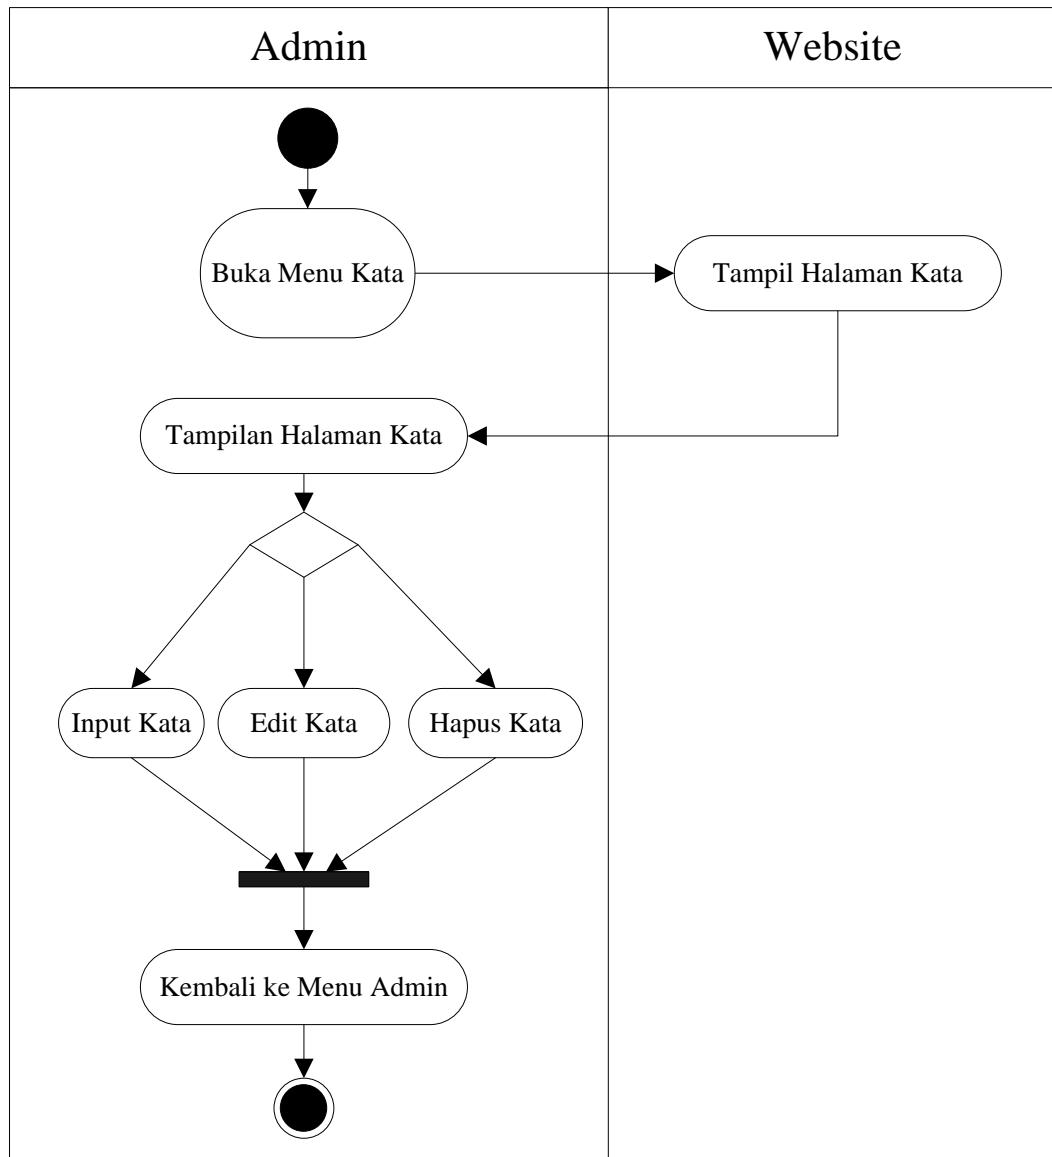 Admin
Website
Buka Menu Kata
Tampil Halaman Kata
Tampilan Halaman Kata
Input Kata
Edit Kata
Hapus Kata
Kembali ke Menu Admin